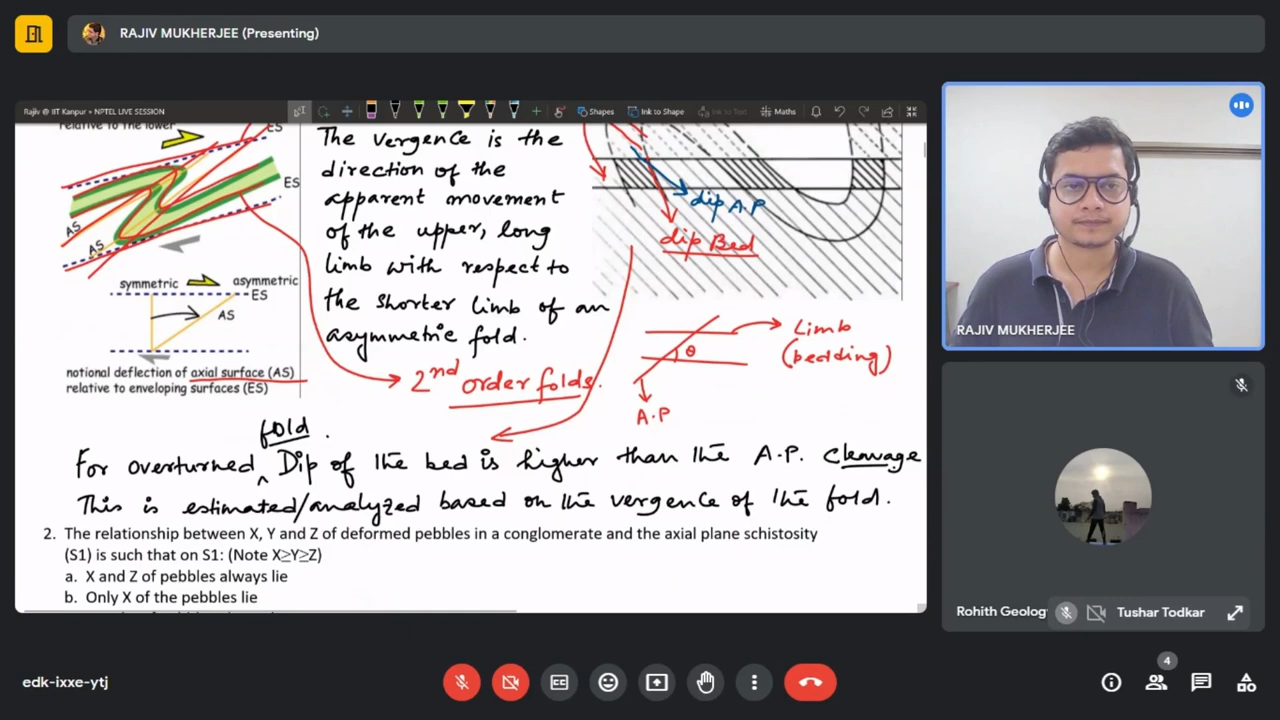 RAJIV MUKHERJEE (Presenting)
Rajiv @ IIT Kanpur » NPTEL LIVE SESSION
Shapes
Ink to Shape
Ink to Text
Maths
relative to the lower
ES
ES
AS
AS
symmetric
asymmetric
ES
AS
notional deflection of axial surface (AS)
relative to enveloping surfaces (ES)
The vergence is the
direction of the
apparent movement
of the upper, long
limb with respect to
the shorter limb of an
asymmetric fold.
2nd order folds.
dip A.P
dip Bed
Limb
(bedding)
θ
A.P
fold.
For overturned ^ Dip of the bed is higher than the A.P. cleavage
This is estimated/analyzed based on the vergence of the fold.
2. The relationship between X, Y and Z of deformed pebbles in a conglomerate and the axial plane schistosity
(S1) is such that on S1: (Note X≥Y≥Z)
a. X and Z of pebbles always lie
b. Only X of the pebbles lie
RAJIV MUKHERJEE
Rohith Geolog
Tushar Todkar
edk-ixxe-ytj
4